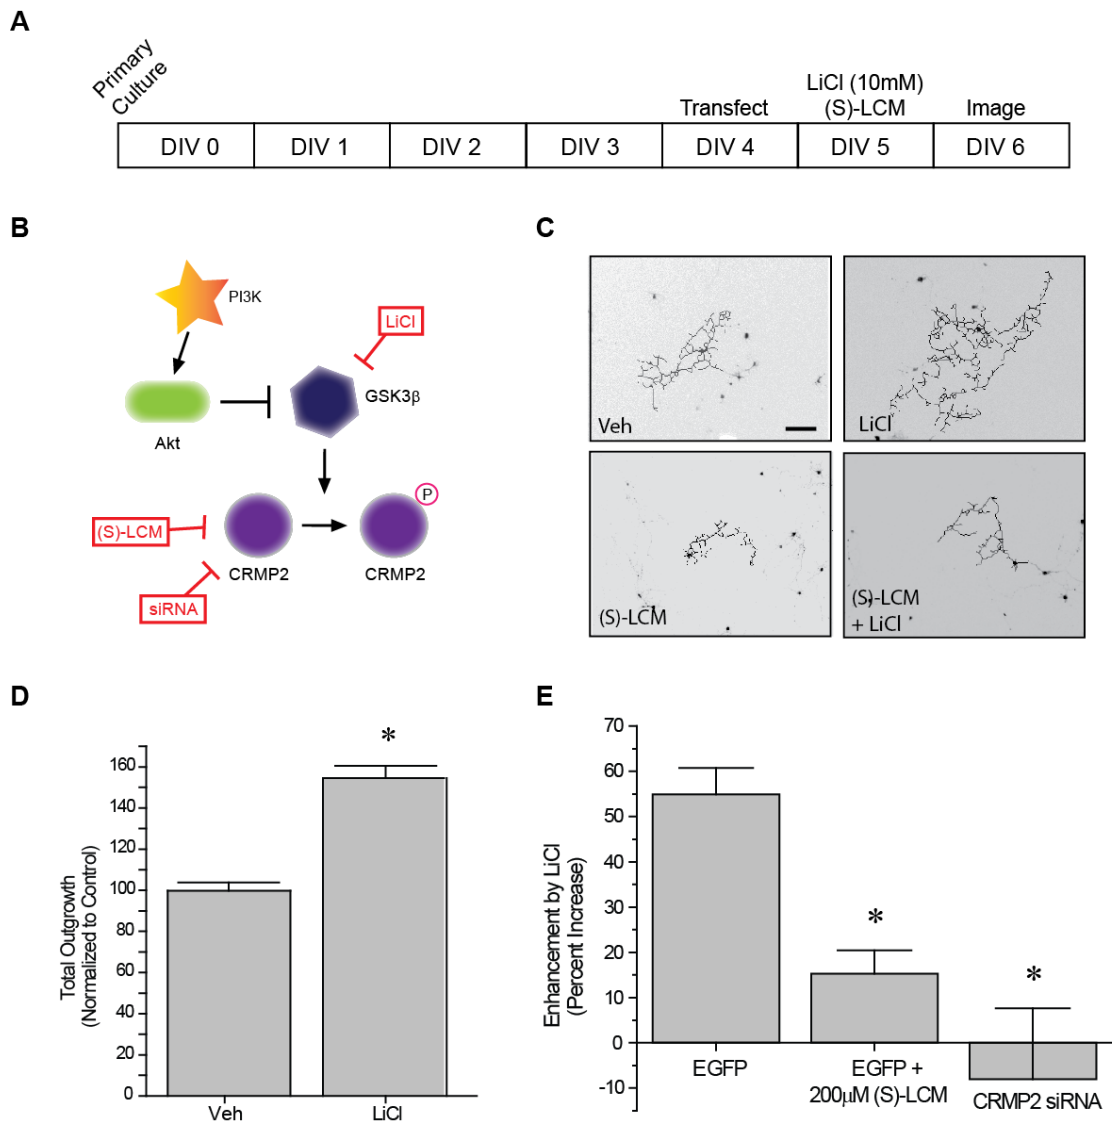 A
Primary
Culture
Transfect
LiCl (10mM)
(S)-LCM
Image
DIV 0
DIV 1
DIV 2
DIV 3
DIV 4
DIV 5
DIV 6
B
PI3K
LiCl
GSK3β
Akt
P
(S)-LCM
CRMP2
CRMP2
siRNA
C
Veh
LiCl
(S)-LCM
(S)-LCM
+ LiCl
D
Total Outgrowth
(Normalized to Control)
160
140
120
100
80
60
40
20
0
*
Veh
LiCl
E
Enhancement by LiCl
(Percent Increase)
70
60
50
40
30
20
10
0
-10
*
*
EGFP
EGFP +
200μM (S)-LCM
CRMP2 siRNA